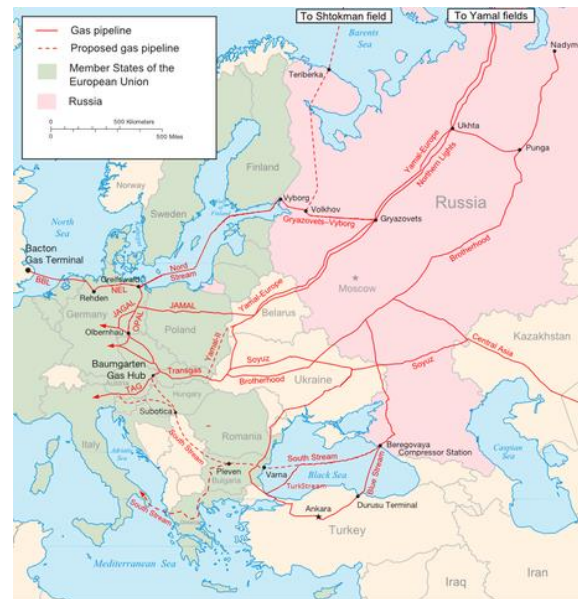 Gas pipeline
Proposed gas pipeline
Member States of the
European Union
Russia
0 500 Kilometers
0 500 Miles
To Shtokman field
To Yamal fields
Barents
Sea
Nadym
Teriberka
Ukhta
Punga
Yamal-Europe
Northern Lights
Finland
Norway
Sweden
Vyborg
Volkhov
Gryazovets
Gryazovets-Vyborg
Russia
North
Sea
Bacton
Gas Terminal
BBL
Nord
Stream
Greifswald
NEL
Rehden
Brotherhood
Moscow
Germany
JAGAL
OPAL
JAMAL
Yamal-Europe
Belarus
Poland
Olbernhau
Yamal-II
Kazakhstan
Central Asia
Baumgarten
Gas Hub
Transgas
Soyuz
Soyuz
Brotherhood
Ukraine
TAG
Austria
Hungary
Subotica
Romania
Italy
Adriatic
Sea
South Stream
Beregovaya
Compressor Station
Caspian
Sea
South Stream
Varna
Black Sea
Pleven
Bulgaria
TurkStream
Blue Stream
South Stream
Ankara
Durusu Terminal
Turkey
Mediterranean Sea
Iraq
Iran